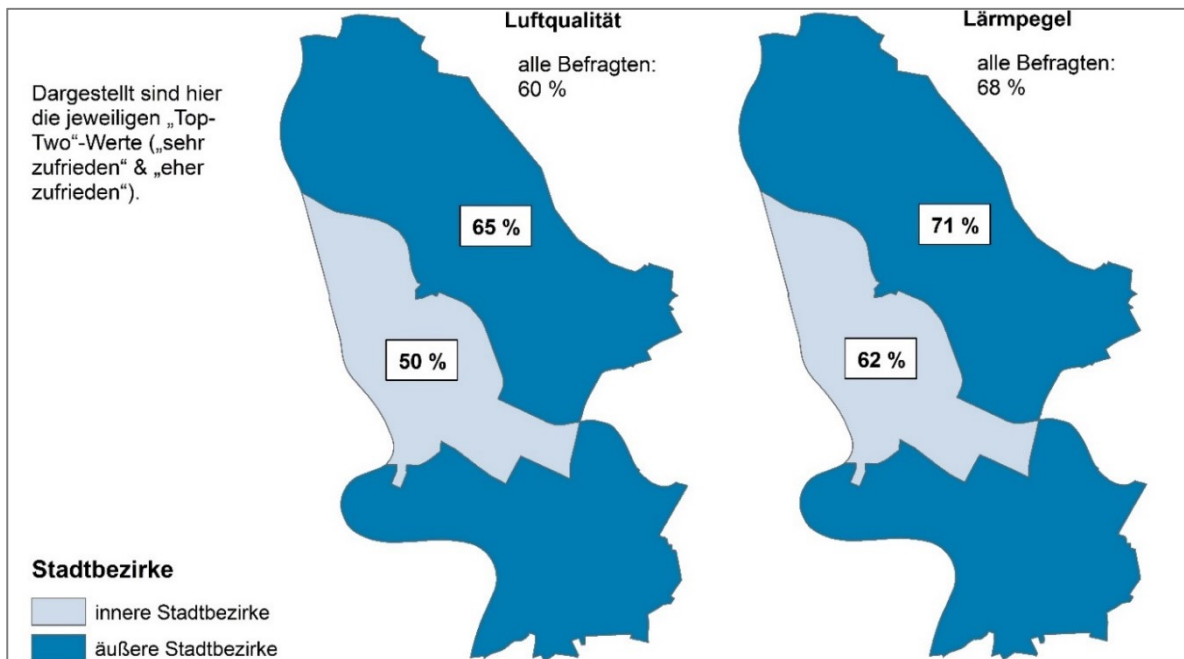 Luftqualität
alle Befragten:
60 %
Lärmpegel
alle Befragten:
68 %
Dargestellt sind hier
die jeweiligen „Top-
Two“-Werte („sehr
zufrieden“ & „eher
zufrieden“).
65 %
50 %
71 %
62 %
Stadtbezirke
innere Stadtbezirke
äußere Stadtbezirke